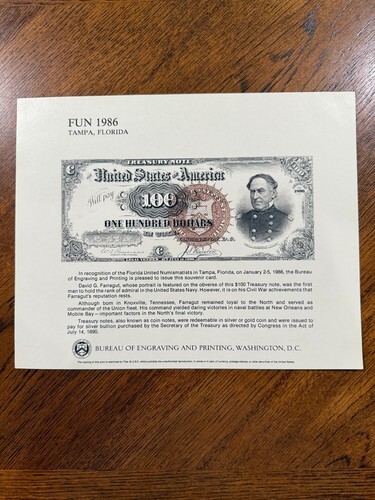 FUN 1986
TAMPA, FLORIDA
TREASURY NOTE
United States of America
Will pay
100
ONE HUNDRED DOLLARS
In recognition of the Florida United Numismatists in Tampa, Florida, on January 2-5, 1986, the Bureau
of Engraving and Printing is pleased to issue this souvenir card.
David G. Farragut, whose portrait is featured on the obverse of this $100 Treasury note, was the
first man to hold the rank of admiral in the United States Navy. However, it is on his Civil War achievements that
Farragut's reputation rests.
Although born in Knoxville, Tennessee, Farragut remained loyal to the North and served as
commander of the Union fleet. His command yielded daring victories in naval battles at New Orleans and
Mobile Bay – important factors in the North's final victory.
Treasury notes, also known as coin notes, were redeemable in silver or gold coin and were issued to
pay for silver bullion purchased by the Secretary of the Treasury as directed by Congress in the Act of
July 14, 1890.
BUREAU OF ENGRAVING AND PRINTING, WASHINGTON, D.C.